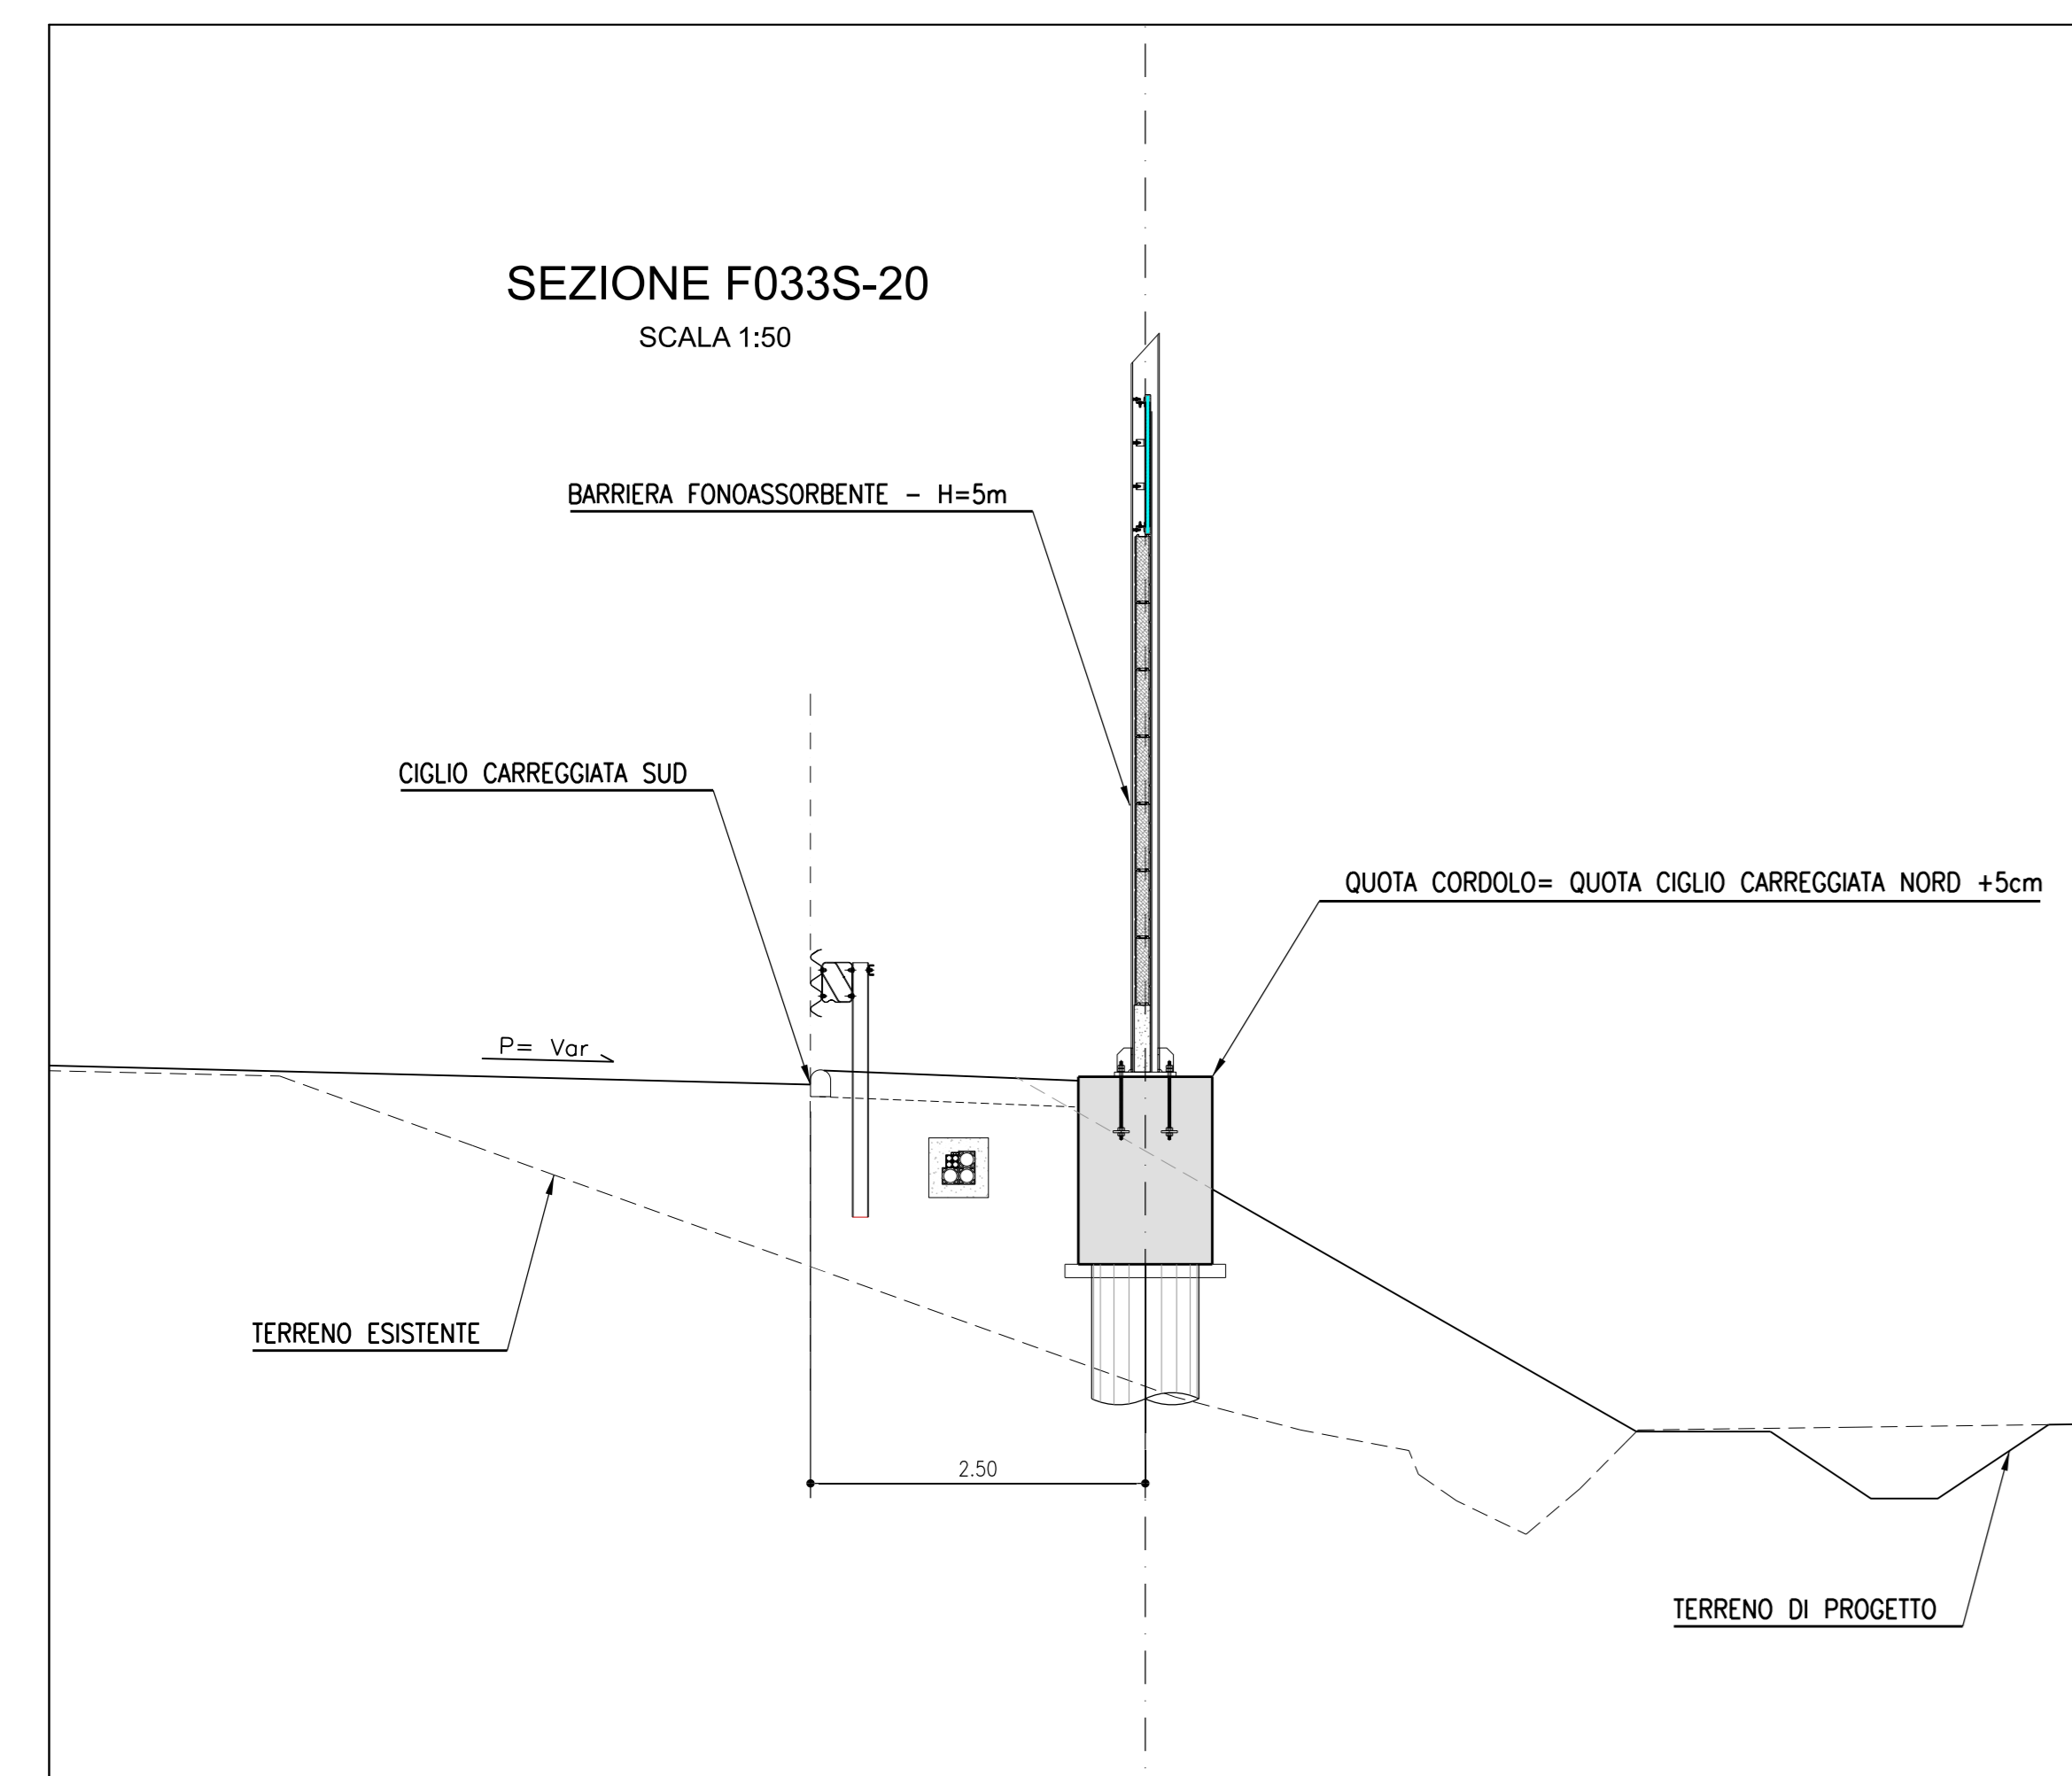 SEZIONE F033S-20
SCALA 1:50
BARRIERA FONOASSORBENTE - H=5m
CIGLIO CARREGGIATA SUD
QUOTA CORDOLO= QUOTA CIGLIO CARREGGIATA NORD +5cm
P= Var
TERRENO ESISTENTE
2.50
TERRENO DI PROGETTO